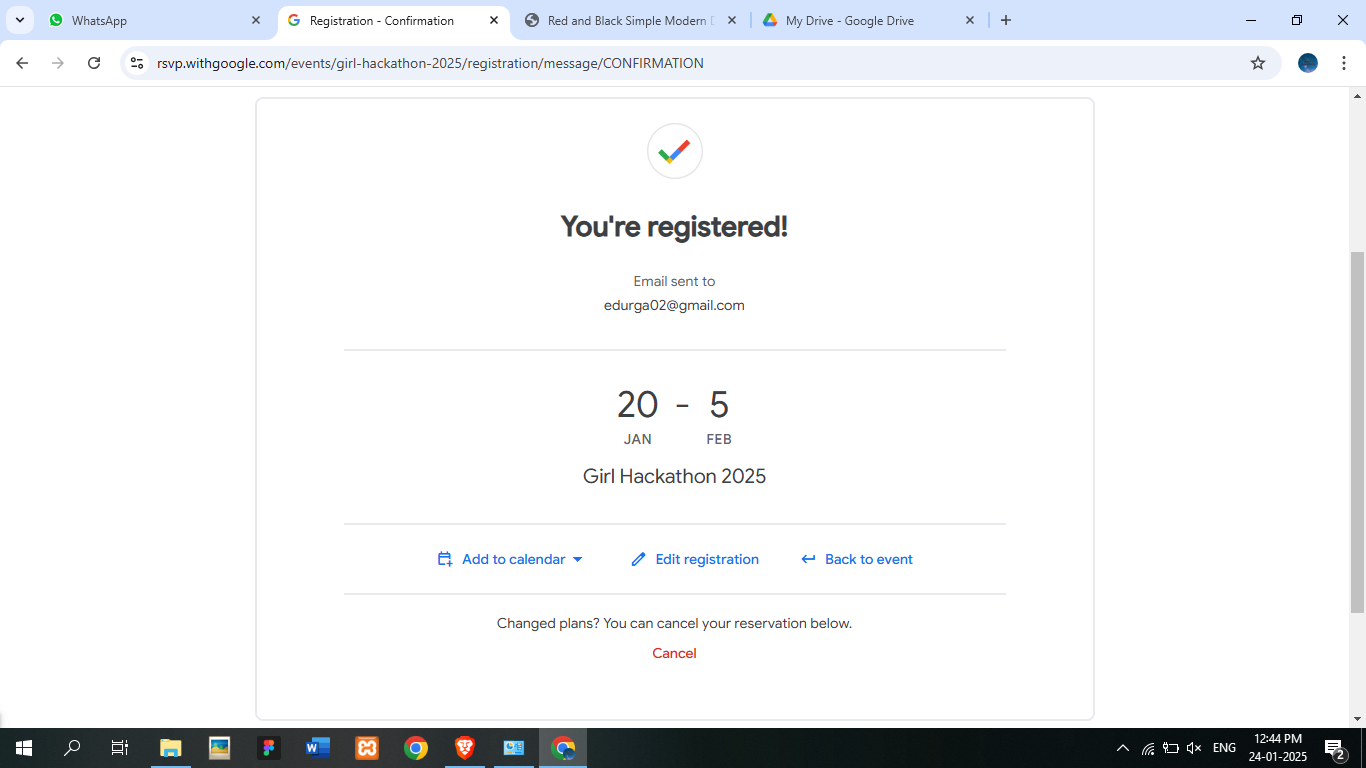 WhatsApp
Registration - Confirmation
Red and Black Simple Modern
My Drive - Google Drive
rsvp.withgoogle.com/events/girl-hackathon-2025/registration/message/CONFIRMATION
You're registered!
Email sent to
edurga02@gmail.com
20 - 5
JAN FEB
Girl Hackathon 2025
Add to calendar
Edit registration
Back to event
Changed plans? You can cancel your reservation below.
Cancel
ENG
12:44 PM
24-01-2025
2